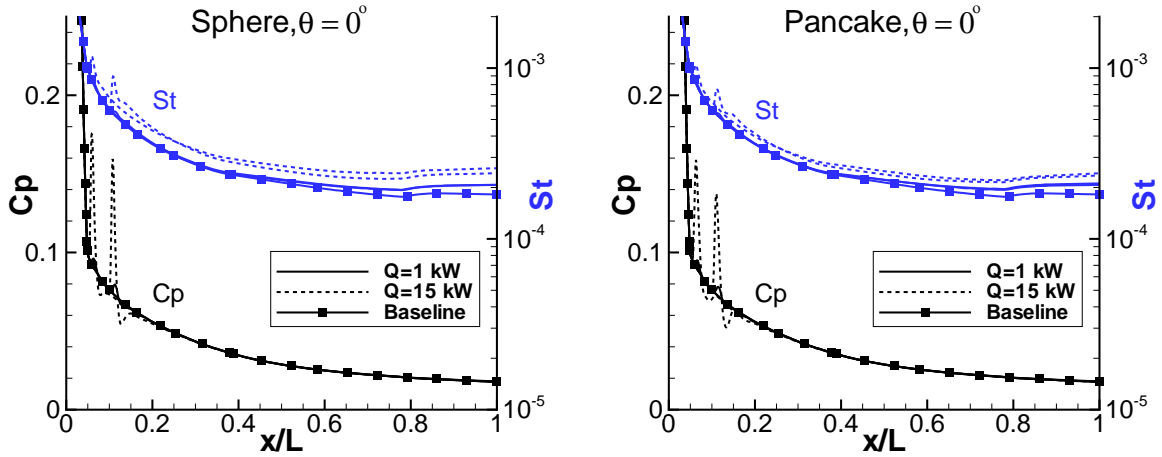 Sphere, θ = 0°
Cp
0.2
0.1
0
St
Cp
Q=1 kW
Q=15 kW
Baseline
10⁻³
10⁻⁴
10⁻⁵
St
0 0.2 0.4 0.6 0.8 1
x/L
Pancake, θ = 0°
Cp
0.2
0.1
0
St
Cp
Q=1 kW
Q=15 kW
Baseline
10⁻³
10⁻⁴
10⁻⁵
St
0 0.2 0.4 0.6 0.8 1
x/L